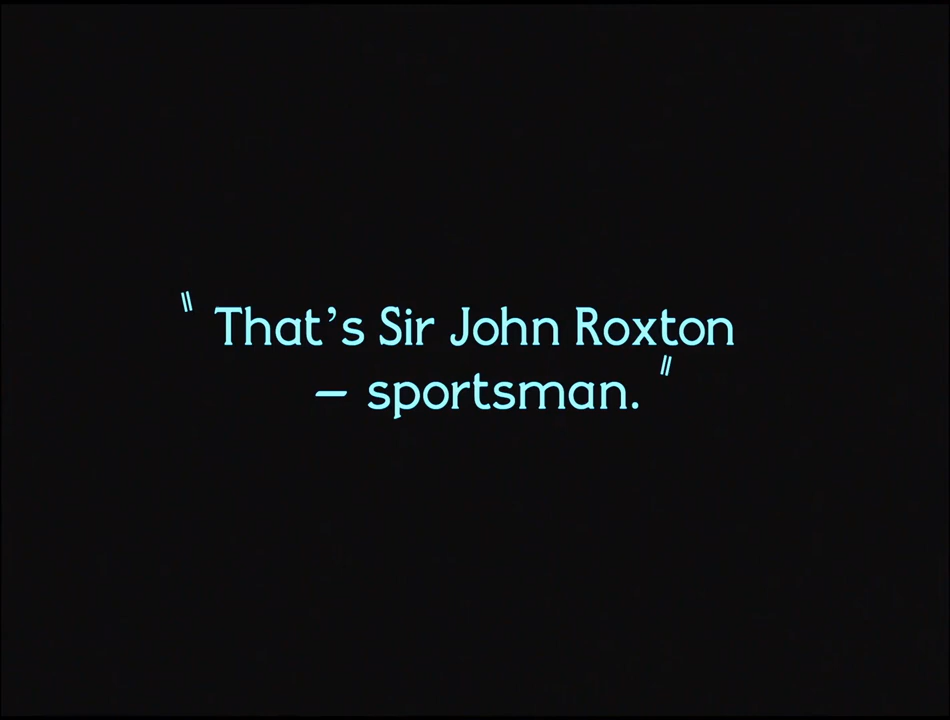 " That's Sir John Roxton
— sportsman. "